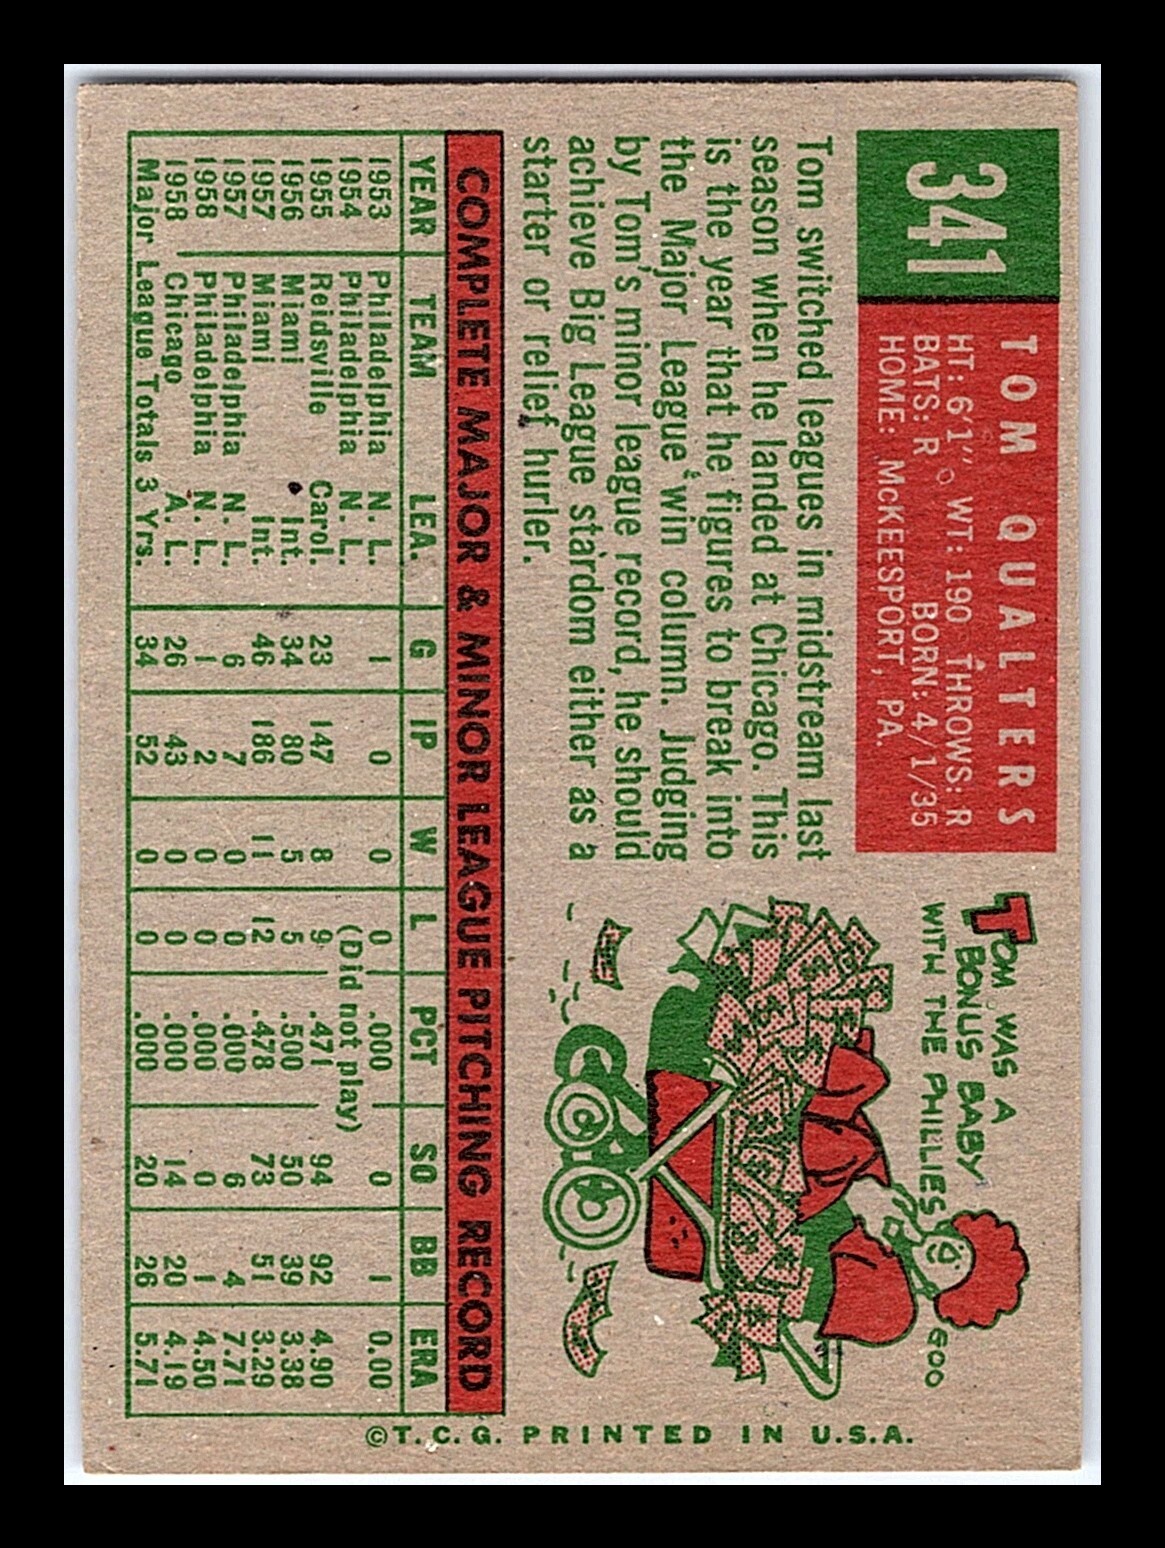 341
TOM QUALTERS
HT: 6'1" WT: 190 THROWS: R
BATS: R BORN: 4/1/35
HOME: McKEESPORT, PA.
Tom switched leagues in midstream last
season when he landed at Chicago. This
is the year that he figures to break into
the Major League win column. Judging
by Tom's minor league record, he should
achieve Big League stardom either as a
starter or relief hurler.
TOM WAS A
BONUS BABY
WITH THE PHILLIES
GOO
COMPLETE MAJOR & MINOR LEAGUE PITCHING RECORD
YEAR TEAM LEA. G IP W L PCT SO BB ERA
1953 Philadelphia N. L. 1 0 0 0 .000 0 1 0.00
1954 Philadelphia N. L. (Did not play)
1955 Reidsville Carol. 23 147 8 9 .471 94 92 4.90
1956 Miami Int. 34 80 5 5 .500 50 39 3.38
1957 Miami Int. 46 186 11 12 .478 73 51 3.29
1957 Philadelphia N. L. 6 7 0 0 .000 6 4 7.71
1958 Philadelphia N. L. 1 2 0 0 .000 0 1 4.50
1958 Chicago A. L. 26 43 0 0 .000 14 20 4.19
Major League Totals 3 Yrs. 34 52 0 0 .000 20 26 5.71
©T.C.G. PRINTED IN U.S.A.